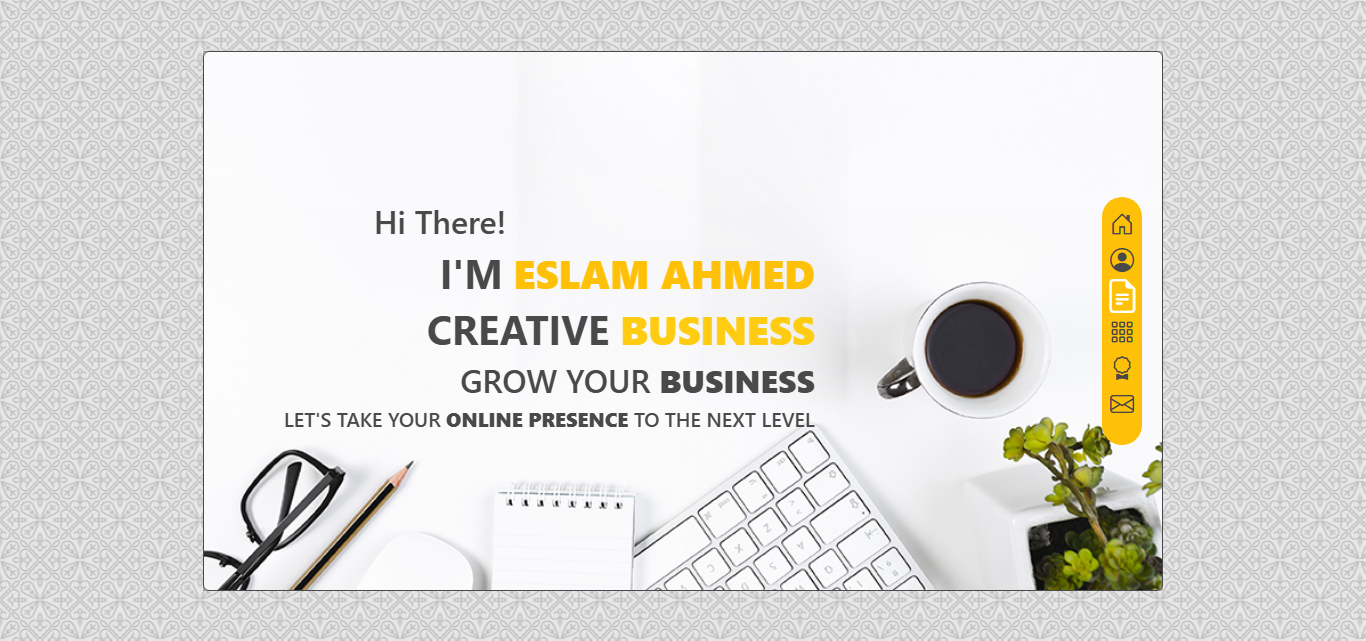 Hi There!
I'M ESLAM AHMED
CREATIVE BUSINESS
GROW YOUR BUSINESS
LET'S TAKE YOUR ONLINE PRESENCE TO THE NEXT LEVEL